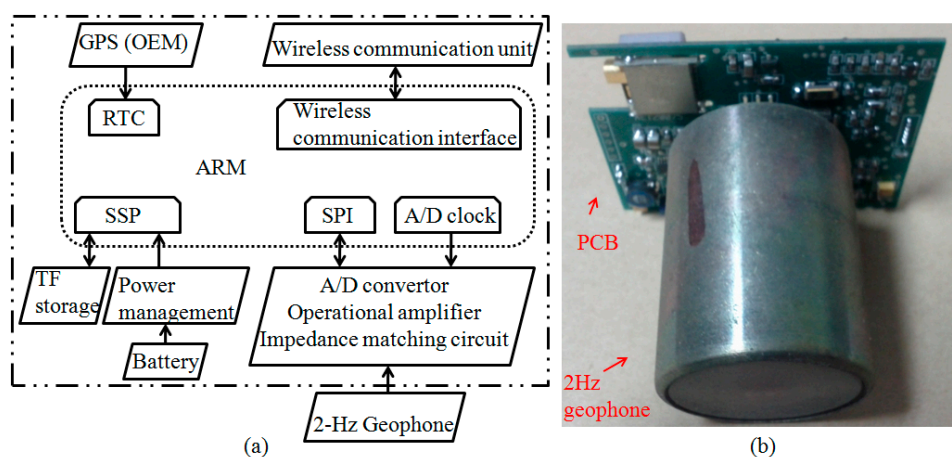 GPS (OEM)
Wireless communication unit
RTC
Wireless
communication interface
ARM
SSP
SPI
A/D clock
TF
storage
Power
management
Battery
A/D convertor
Operational amplifier
Impedance matching circuit
2-Hz Geophone
(a)
PCB
2Hz
geophone
(b)